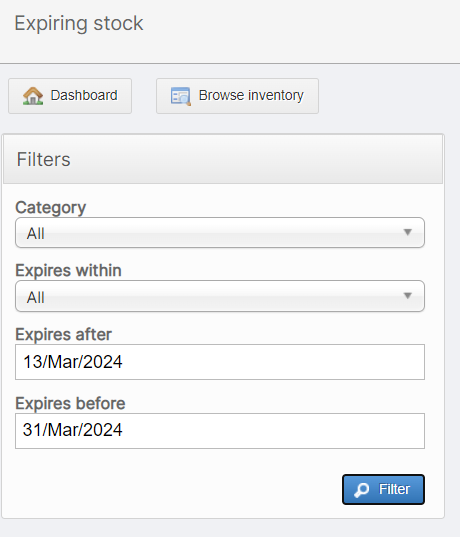 Expiring stock
Dashboard
Browse inventory
Filters
Category
All
Expires within
All
Expires after
13/Mar/2024
Expires before
31/Mar/2024
Filter